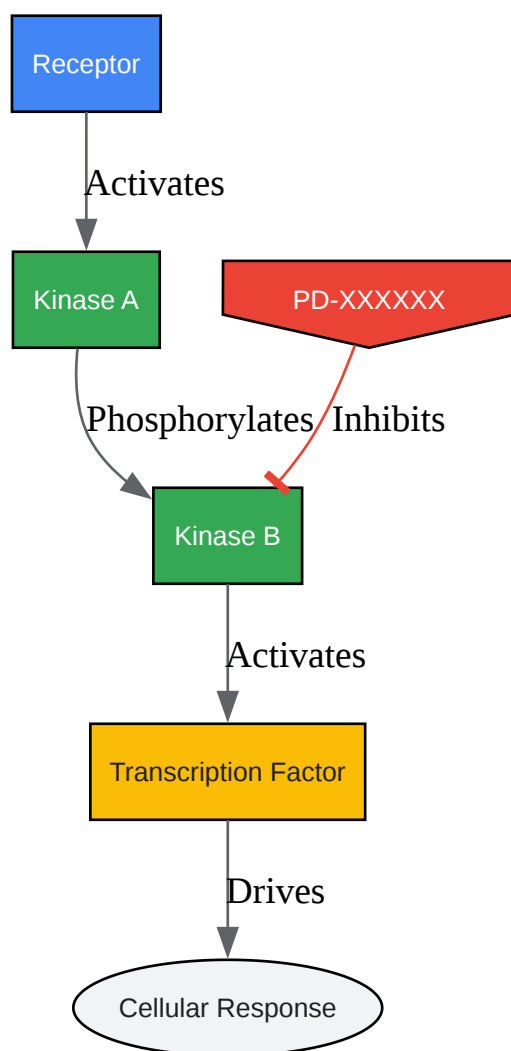 Receptor
Activates
Kinase A
PD-XXXXXX
Phosphorylates
Inhibits
Kinase B
Activates
Transcription Factor
Drives
Cellular Response